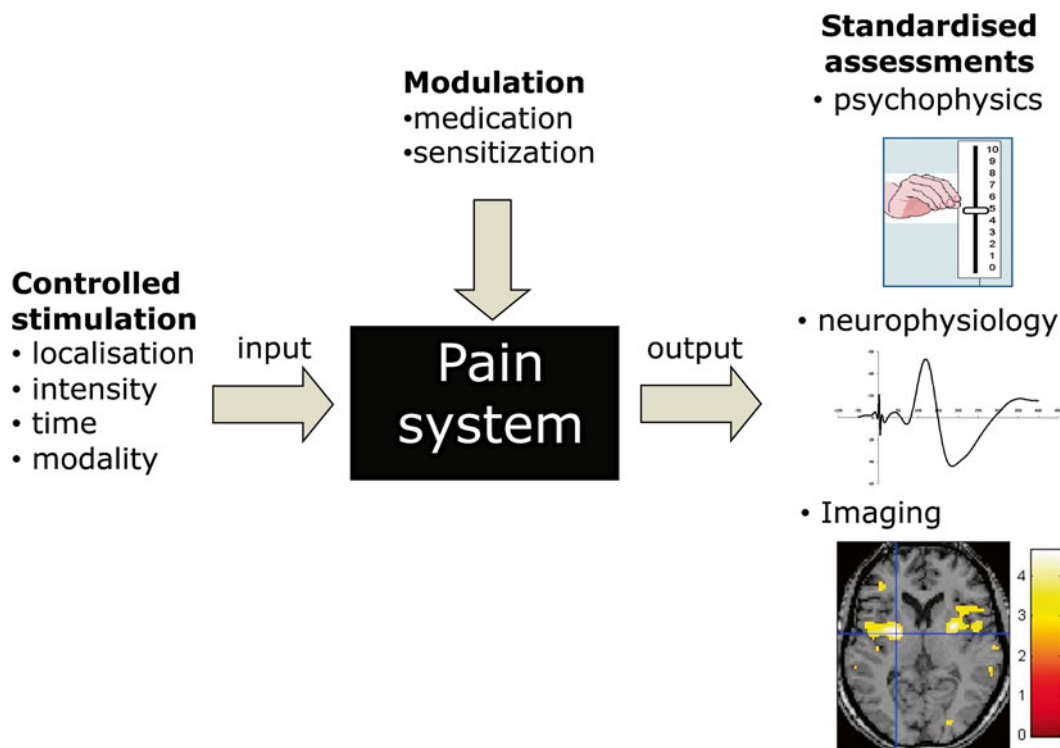 Standardised
assessments
• psychophysics
Modulation
•medication
•sensitization
10
9
8
7
6
5
4
3
2
1
0
Controlled
stimulation
• localisation
• intensity
• time
• modality
input
Pain
system
output
• neurophysiology
• Imaging
4
3
2
1
0